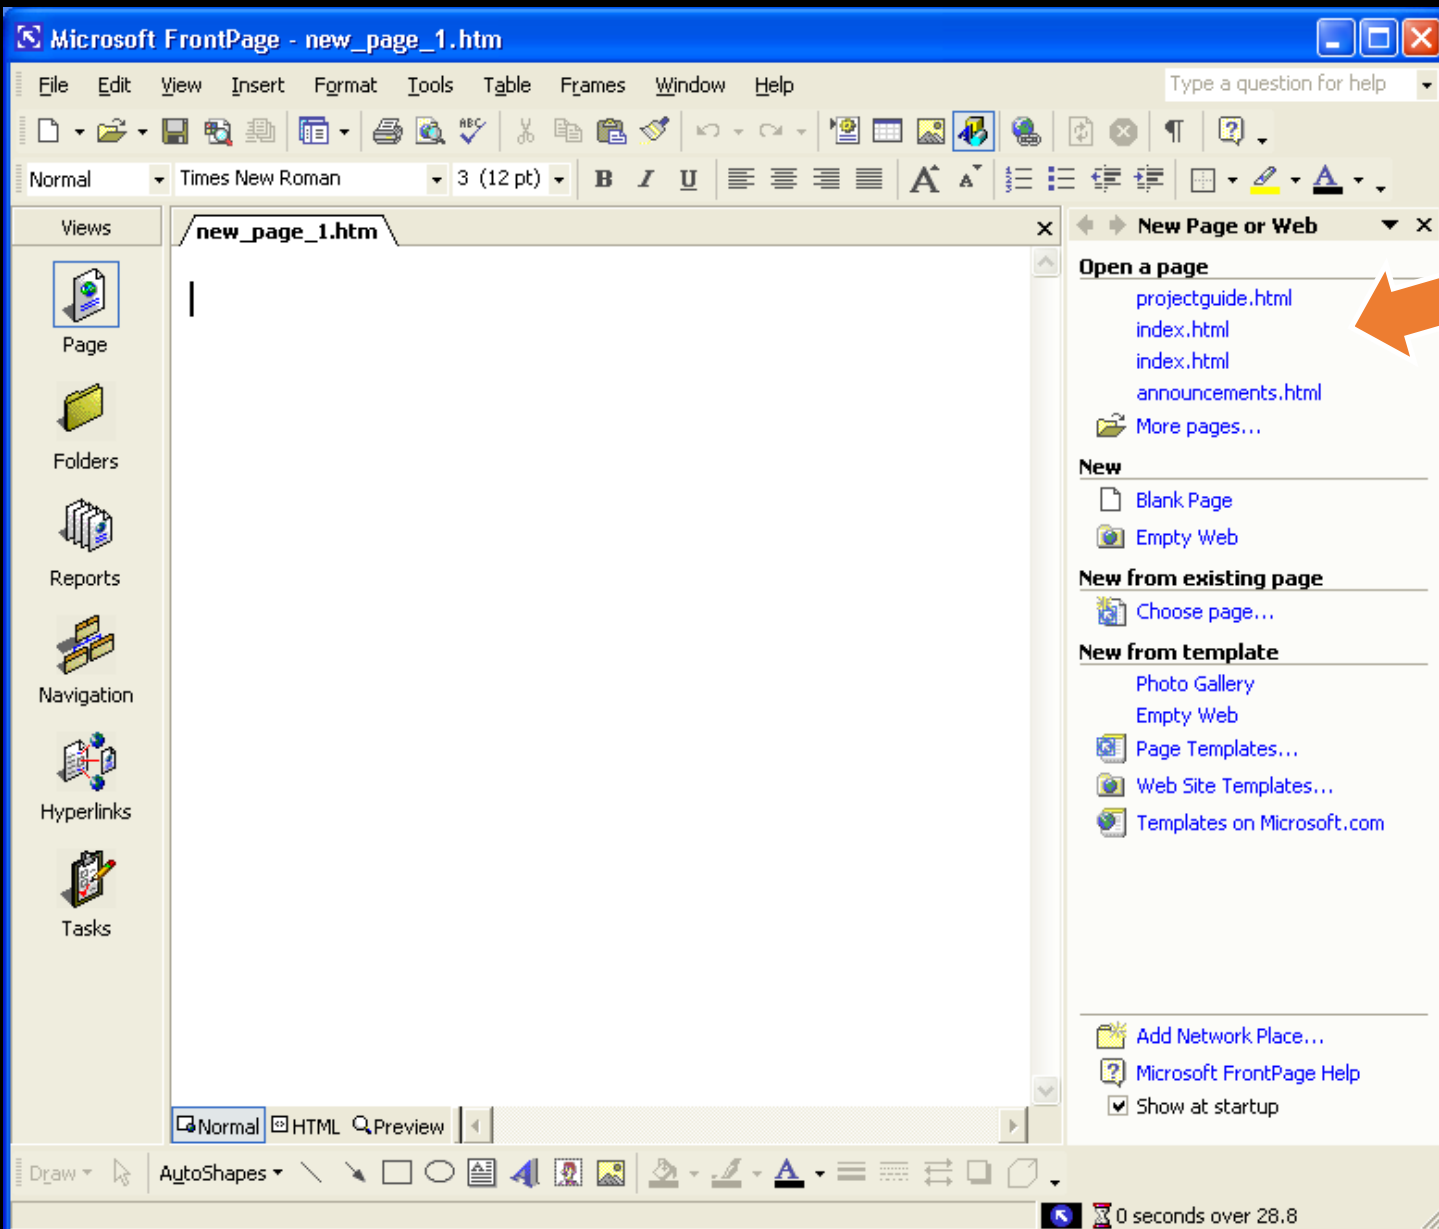 Microsoft FrontPage - new_page_1.htm
File Edit View Insert Format Tools Table Frames Window Help Type a question for help
ABC
Normal Times New Roman 3 (12 pt) B I U A A A
Views
new_page_1.htm
New Page or Web
Page
Folders
Reports
Navigation
Hyperlinks
Tasks
Open a page
projectguide.html
index.html
index.html
announcements.html
More pages...
New
Blank Page
Empty Web
New from existing page
Choose page...
New from template
Photo Gallery
Empty Web
Page Templates...
Web Site Templates...
Templates on Microsoft.com
Add Network Place...
Microsoft FrontPage Help
Show at startup
Normal HTML Preview
Draw AutoShapes A A
0 seconds over 28.8